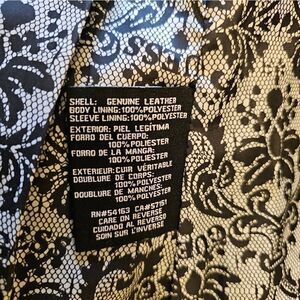 SHELL: GENUINE LEATHER
BODY LINING:100%POLYESTER
SLEEVE LINING:100%POLYESTER
EXTERIOR: PIEL LEGÍTIMA
FORRO DEL CUERPO:
100%POLIESTER
FORRO DE LA MANGA:
100%POLIESTER
EXTERIEUR:CUIR VÉRITABLE
DOUBLURE DE CORPS:
100%POLYESTER
DOUBLURE DE MANCHES:
100%POLYESTER
RN#54163 CA#57151
CARE ON REVERSE
CUIDADO AL REVERSO
SOIN SUR L'INVERSE